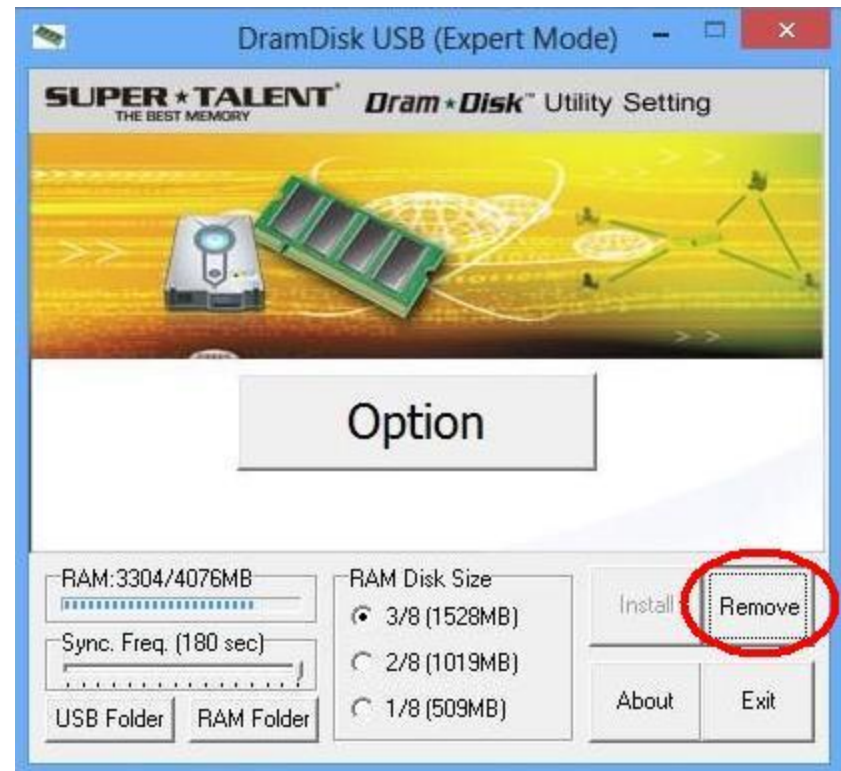 DramDisk USB (Expert Mode)
SUPER★TALENT
THE BEST MEMORY
Dram★Disk™ Utility Setting
Option
RAM:3304/4076MB
Sync. Freq. (180 sec)
USB Folder
RAM Folder
RAM Disk Size
3/8 (1528MB)
2/8 (1019MB)
1/8 (509MB)
Install
Remove
About
Exit